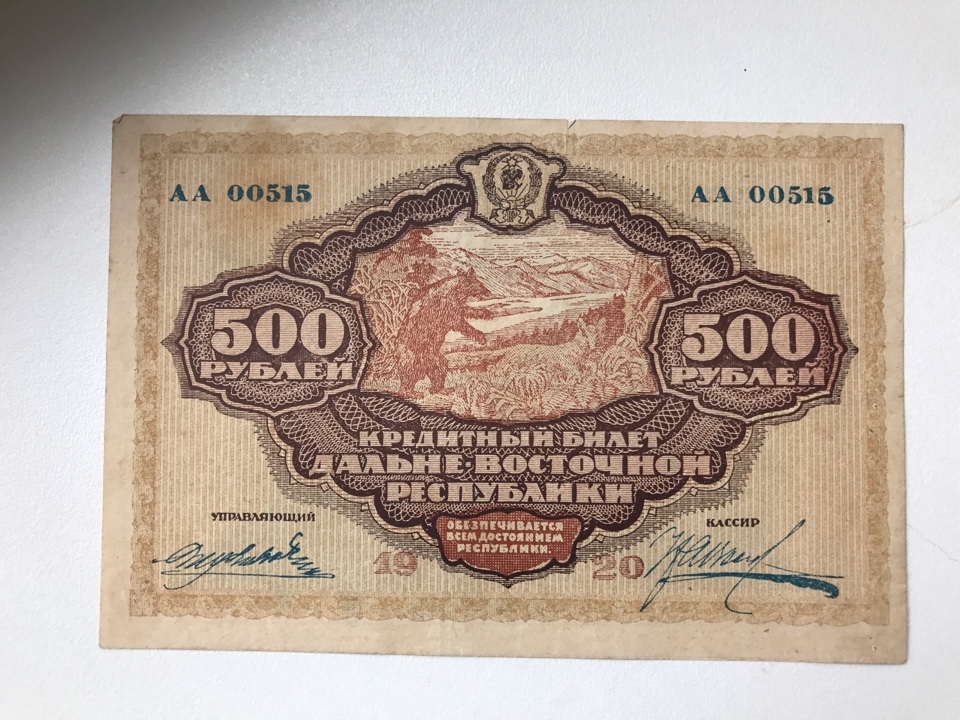 АА 00515
АА 00515
500
РУБЛЕЙ
500
РУБЛЕЙ
КРЕДИТНЫЙ БИЛЕТ
ДАЛЬНЕ-ВОСТОЧНОЙ
РЕСПУБЛИКИ
УПРАВЛЯЮЩИЙ
КАССИР
ОБЕЗПЕЧИВАЕТСЯ
ВСЕМ ДОСТОЯНИЕМ
РЕСПУБЛИКИ.
19
20